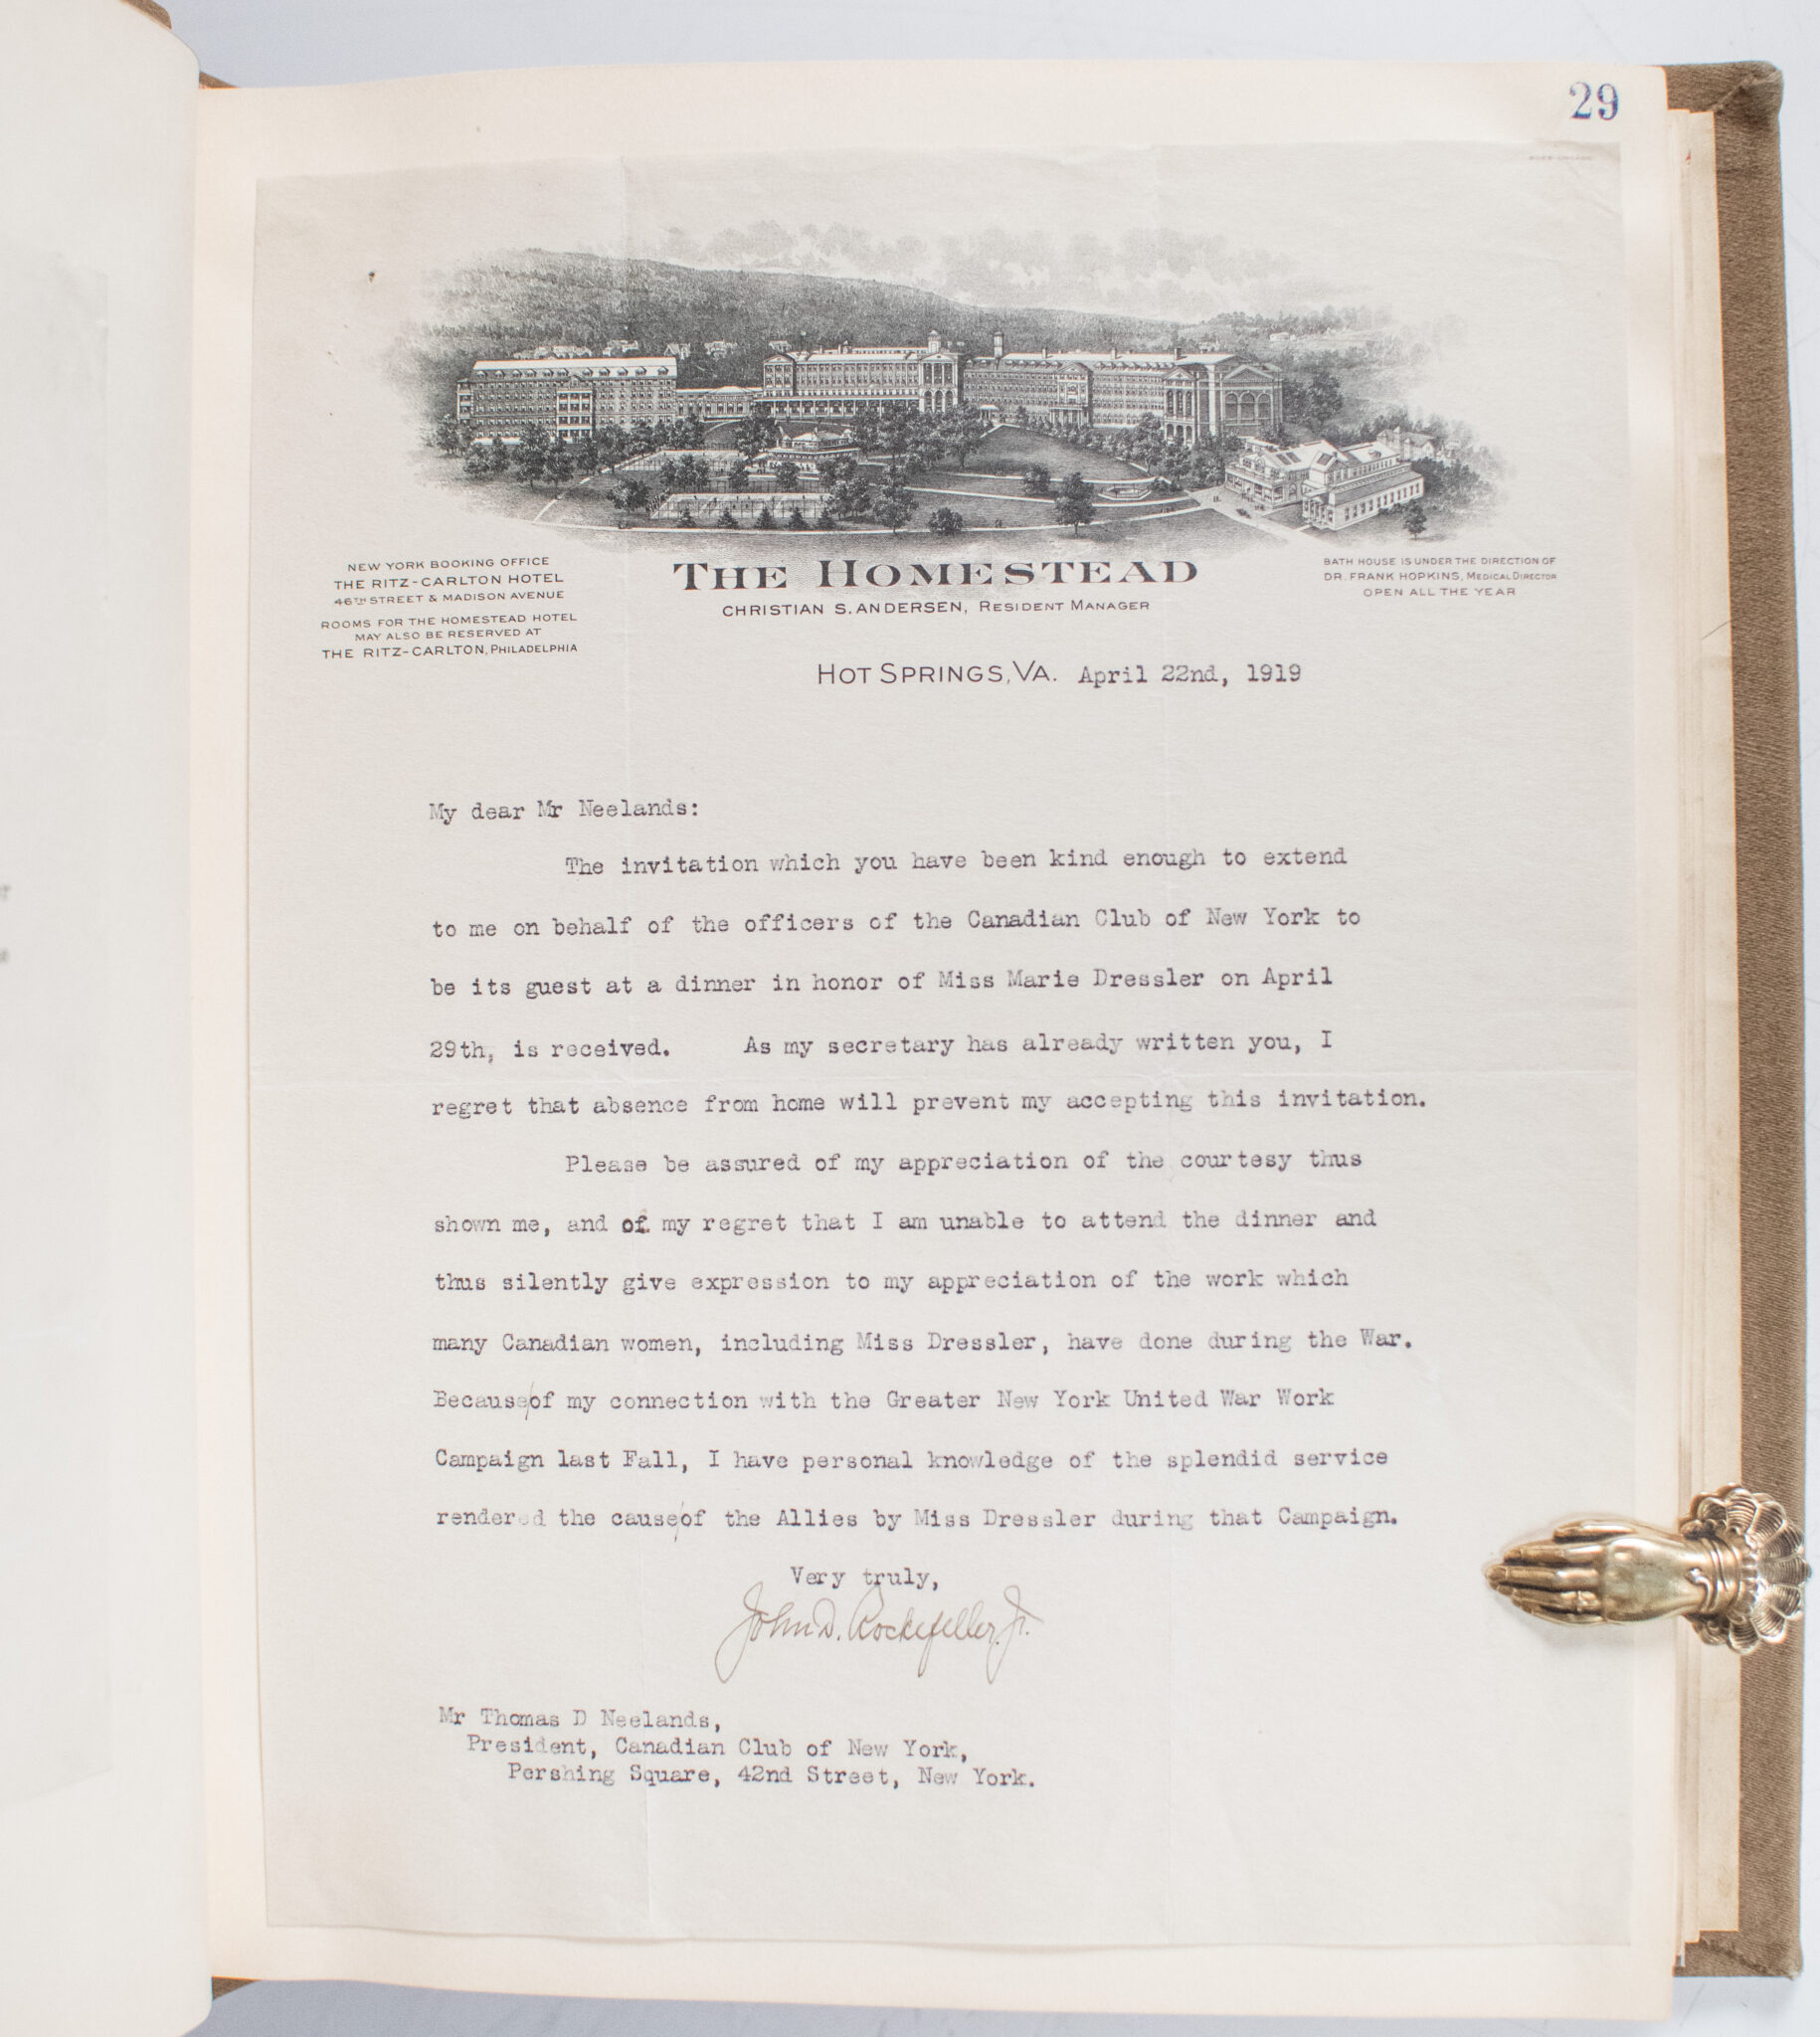 29
NEW YORK BOOKING OFFICE
THE RITZ-CARLTON HOTEL
46TH STREET & MADISON AVENUE
ROOMS FOR THE HOMESTEAD HOTEL
MAY ALSO BE RESERVED AT
THE RITZ-CARLTON, PHILADELPHIA
THE HOMESTEAD
CHRISTIAN S. ANDERSEN, RESIDENT MANAGER
BATH HOUSE IS UNDER THE DIRECTION OF
DR. FRANK HOPKINS, MEDICAL DIRECTOR
OPEN ALL THE YEAR
HOT SPRINGS, VA. April 22nd, 1919
My dear Mr Neelands:
The invitation which you have been kind enough to extend
to me on behalf of the officers of the Canadian Club of New York to
be its guest at a dinner in honor of Miss Marie Dressler on April
29th, is received. As my secretary has already written you, I
regret that absence from home will prevent my accepting this invitation.
Please be assured of my appreciation of the courtesy thus
shown me, and of my regret that I am unable to attend the dinner and
thus silently give expression to my appreciation of the work which
many Canadian women, including Miss Dressler, have done during the War.
Because/of my connection with the Greater New York United War Work
Campaign last Fall, I have personal knowledge of the splendid service
rendered the cause/of the Allies by Miss Dressler during that Campaign.
Very truly,
John D. Rockefeller, Jr.
Mr Thomas D Neelands,
President, Canadian Club of New York,
Pershing Square, 42nd Street, New York.